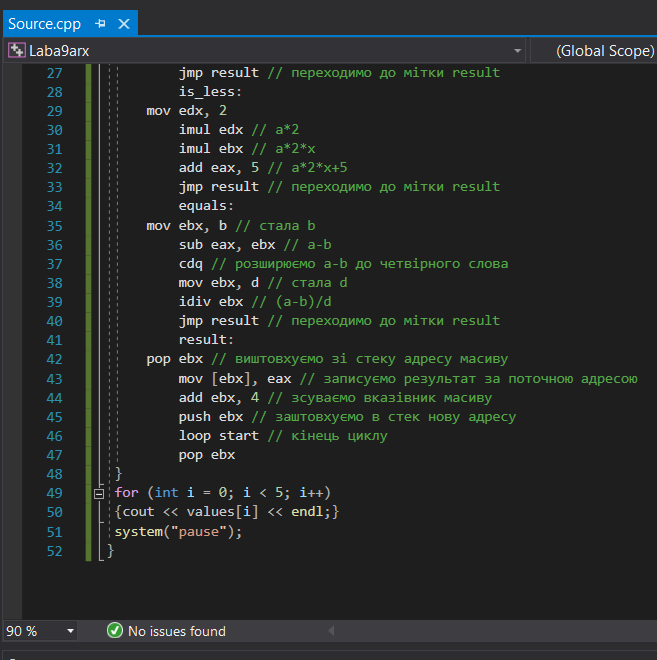 Source.cpp
Laba9arx (Global Scope)
27 jmp result // переходимо до мітки result
28 is_less:
29 mov edx, 2
30 imul edx // a*2
31 imul ebx // a*2*x
32 add eax, 5 // a*2*x+5
33 jmp result // переходимо до мітки result
34 equals:
35 mov ebx, b // стала b
36 sub eax, ebx // a-b
37 cdq // розширюємо a-b до четвірного слова
38 mov ebx, d // стала d
39 idiv ebx // (a-b)/d
40 jmp result // переходимо до мітки result
41 result:
42 pop ebx // виштовхуємо зі стеку адресу масиву
43 mov [ebx], eax // записуємо результат за поточною адресою
44 add ebx, 4 // зсуваємо вказівник масиву
45 push ebx // заштовхуємо в стек нову адресу
46 loop start // кінець циклу
47 pop ebx
48 }
49 for (int i = 0; i < 5; i++)
50 {cout << values[i] << endl;}
51 system("pause");
52 }
90 % No issues found